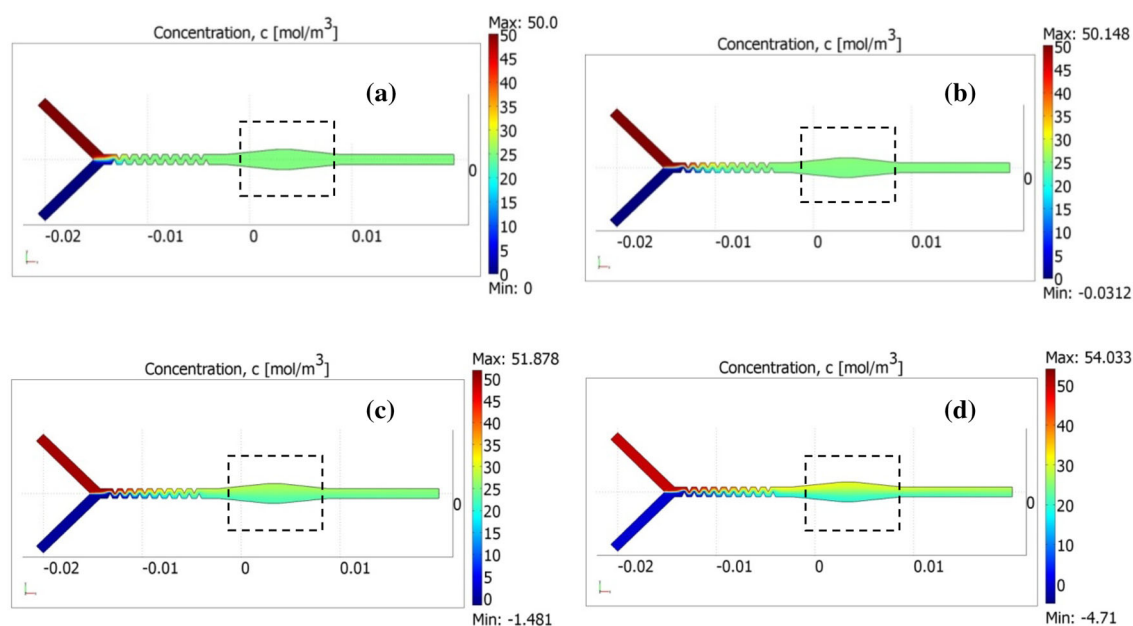 Concentration, c [mol/m³]
Max: 50.0
(a)
50
45
40
35
30
25
20
15
10
5
0
0
-0.02 -0.01 0 0.01
Min: 0
Concentration, c [mol/m³]
Max: 50.148
(b)
50
45
40
35
30
25
20
15
10
5
0
0
-0.02 -0.01 0 0.01
Min: -0.0312
Concentration, c [mol/m³]
Max: 51.878
(c)
50
45
40
35
30
25
20
15
10
5
0
0
-0.02 -0.01 0 0.01
Min: -1.481
Concentration, c [mol/m³]
Max: 54.033
(d)
50
40
30
20
10
0
0
-0.02 -0.01 0 0.01
Min: -4.71